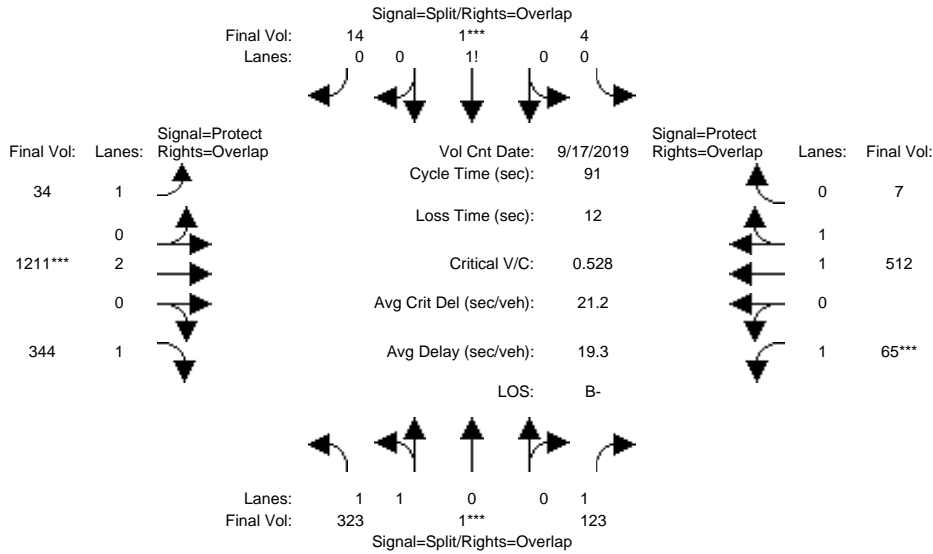 Signal=Split/Rights=Overlap
Final Vol: 14 1*** 4
Lanes: 0 0 1! 0 0
Signal=Protect
Final Vol: Lanes: Rights=Overlap
Vol Cnt Date: 9/17/2019
Signal=Protect
Rights=Overlap Lanes: Final Vol:
Cycle Time (sec): 91
34 1
0 7
Loss Time (sec): 12
0
1
1211*** 2
Critical V/C: 0.528
1 512
0
Avg Crit Del (sec/veh): 21.2
0
344 1
Avg Delay (sec/veh): 19.3
1 65***
LOS: B-
Lanes: 1 1 0 0 1
Final Vol: 323 1*** 123
Signal=Split/Rights=Overlap